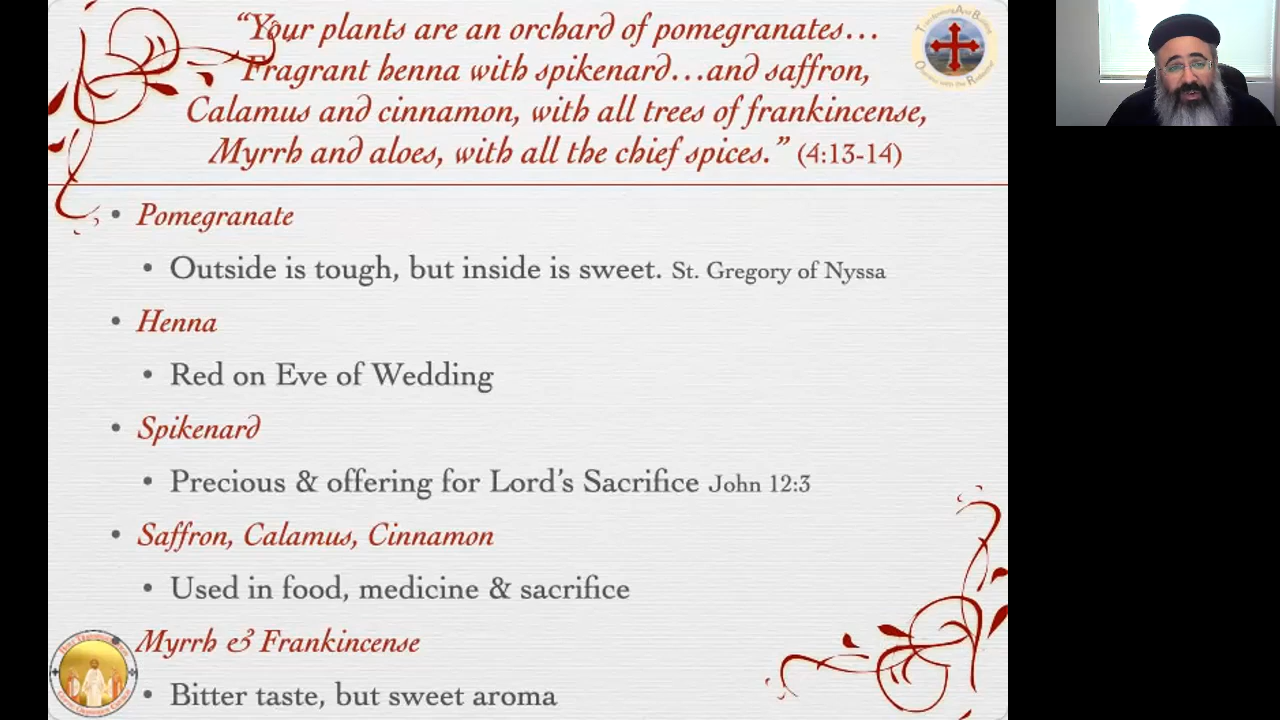 “Your plants are an orchard of pomegranates…
Fragrant henna with spikenard…and saffron,
Calamus and cinnamon, with all trees of frankincense,
Myrrh and aloes, with all the chief spices.” (4:13-14)
• Pomegranate
• Outside is tough, but inside is sweet. St. Gregory of Nyssa
• Henna
• Red on Eve of Wedding
• Spikenard
• Precious & offering for Lord’s Sacrifice John 12:3
• Saffron, Calamus, Cinnamon
• Used in food, medicine & sacrifice
• Myrrh & Frankincense
• Bitter taste, but sweet aroma